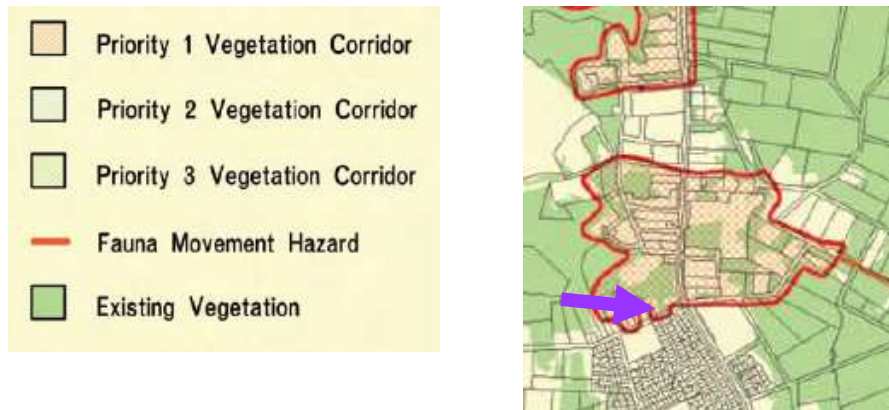 Priority 1 Vegetation Corridor
Priority 2 Vegetation Corridor
Priority 3 Vegetation Corridor
Fauna Movement Hazard
Existing Vegetation